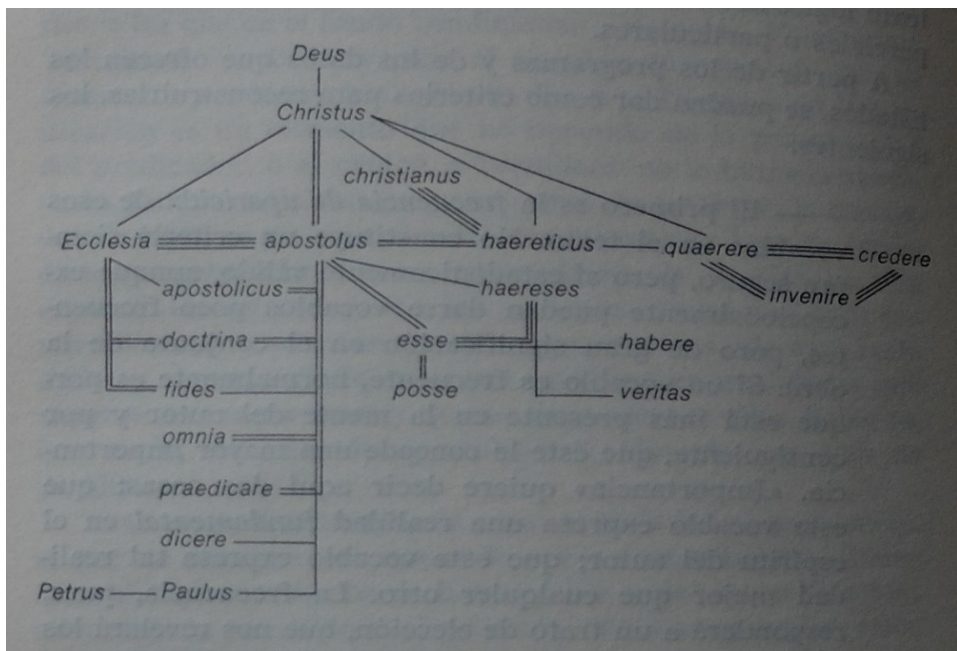 Deus
Christus
christianus
Ecclesia apostolus haereticus quaerere credere
apostolicus haereses invenire
doctrina esse habere
fides posse veritas
omnia
praedicare
dicere
Petrus Paulus